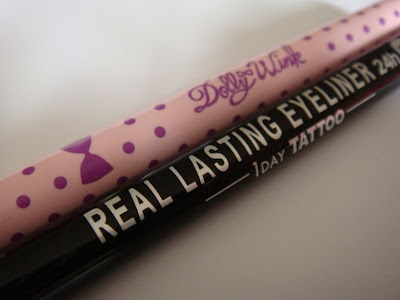 Dolly Wink
REAL LASTING EYELINER 24h
1DAY TATTOO